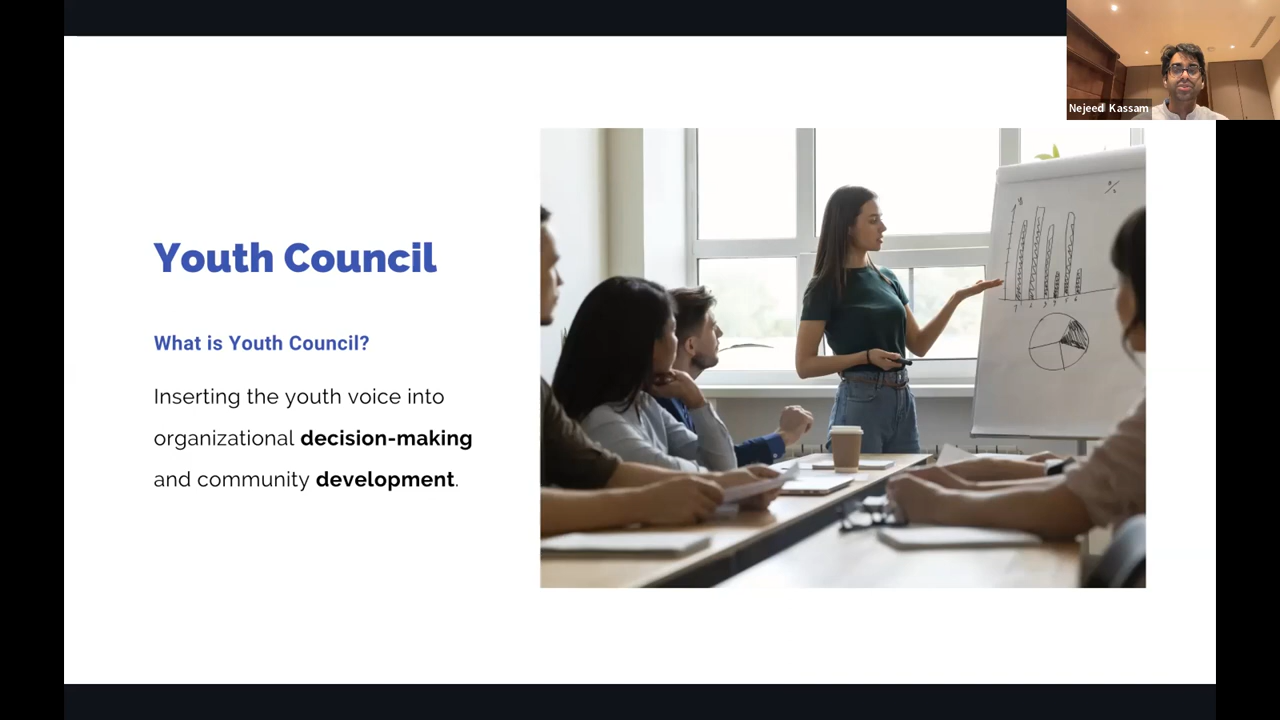 Nejeed Kassam
Youth Council
What is Youth Council?
Inserting the youth voice into
organizational decision-making
and community development.